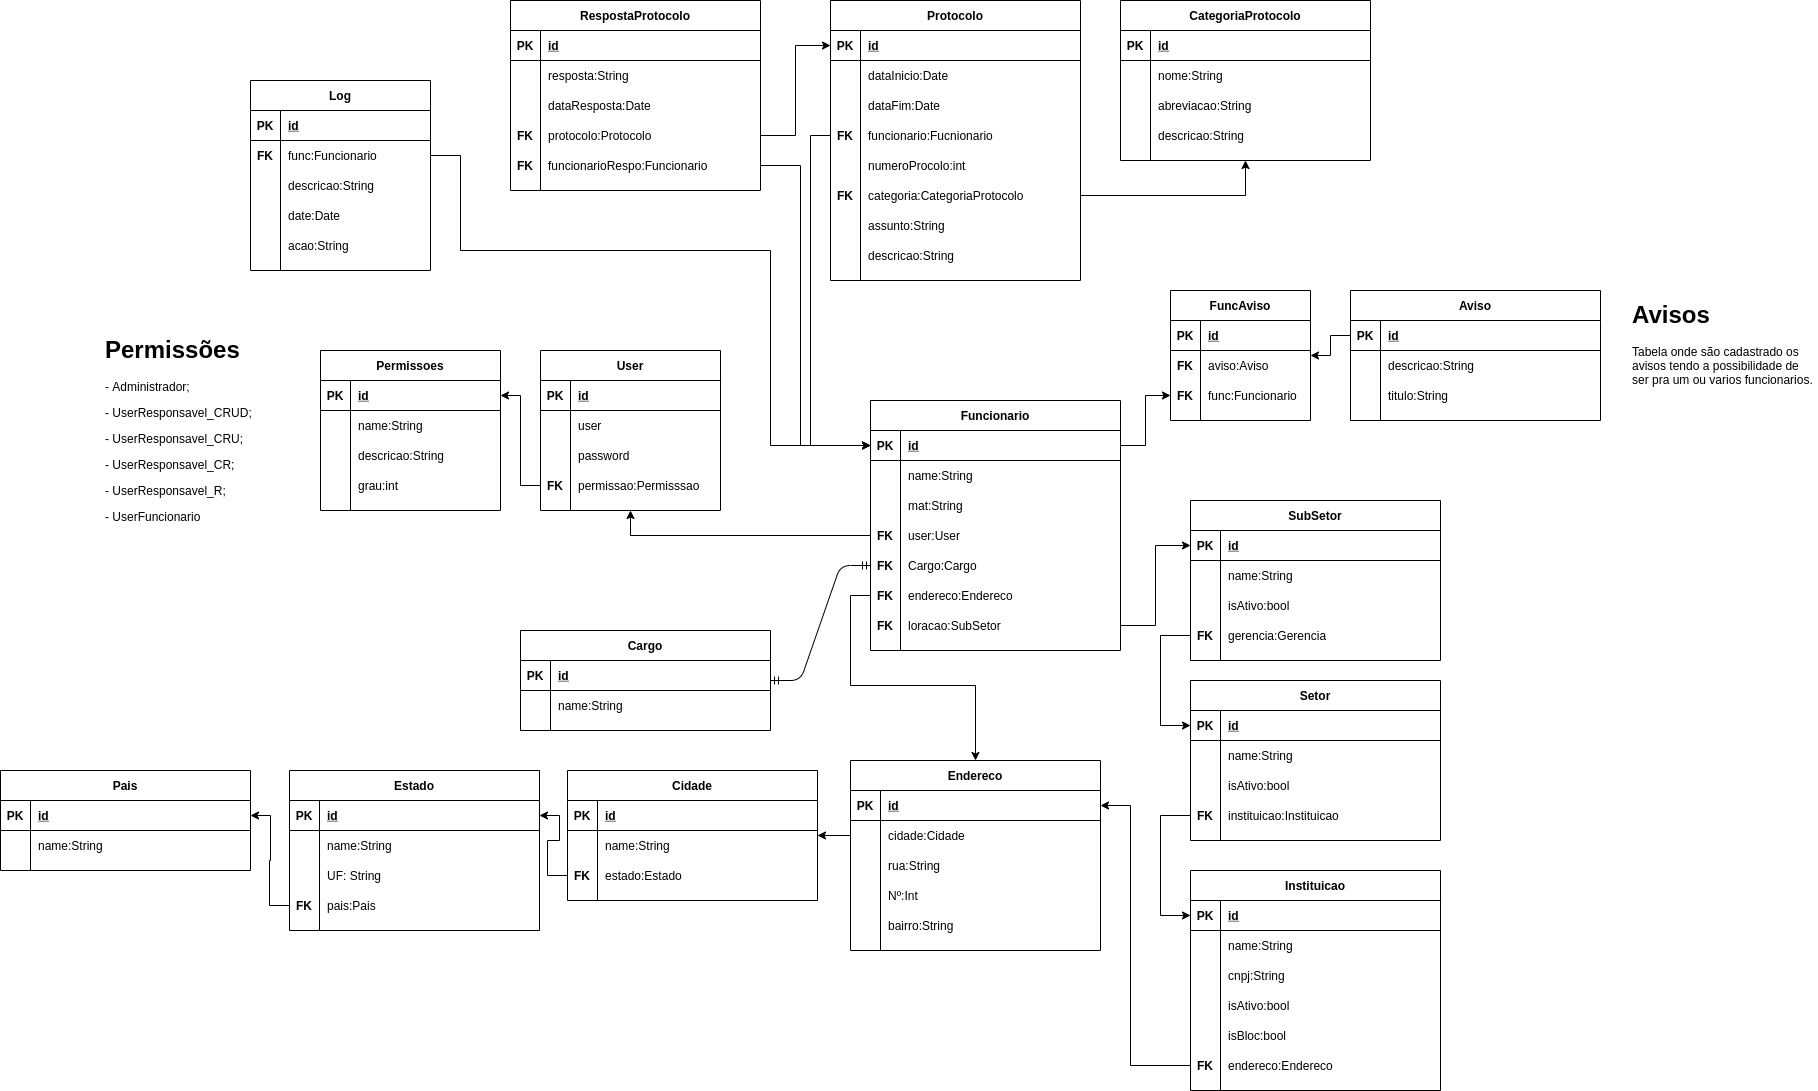 RespostaProtocolo
PK id
resposta:String
dataResposta:Date
FK protocolo:Protocolo
FK funcionarioRespo:Funcionario
Protocolo
PK id
dataInicio:Date
dataFim:Date
FK funcionario:Fucnionario
numeroProcolo:int
FK categoria:CategoriaProtocolo
assunto:String
descricao:String
CategoriaProtocolo
PK id
nome:String
abreviacao:String
descricao:String
Log
PK id
FK func:Funcionario
descricao:String
date:Date
acao:String
FuncAviso
PK id
FK aviso:Aviso
FK func:Funcionario
Aviso
PK id
descricao:String
titulo:String
Avisos
Tabela onde são cadastrado os
avisos tendo a possibilidade de
ser pra um ou varios funcionarios.
Permissões
- Administrador;
- UserResponsavel_CRUD;
- UserResponsavel_CRU;
- UserResponsavel_CR;
- UserResponsavel_R;
- UserFuncionario
Permissoes
PK id
name:String
descricao:String
grau:int
User
PK id
user
password
FK permissao:Permisssao
Funcionario
PK id
name:String
mat:String
FK user:User
FK Cargo:Cargo
FK endereco:Endereco
FK loracao:SubSetor
SubSetor
PK id
name:String
isAtivo:bool
FK gerencia:Gerencia
Cargo
PK id
name:String
Setor
PK id
name:String
isAtivo:bool
FK instituicao:Instituicao
Pais
PK id
name:String
Estado
PK id
name:String
UF: String
FK pais:Pais
Cidade
PK id
name:String
FK estado:Estado
Endereco
PK id
cidade:Cidade
rua:String
Nº:Int
bairro:String
Instituicao
PK id
name:String
cnpj:String
isAtivo:bool
isBloc:bool
FK endereco:Endereco